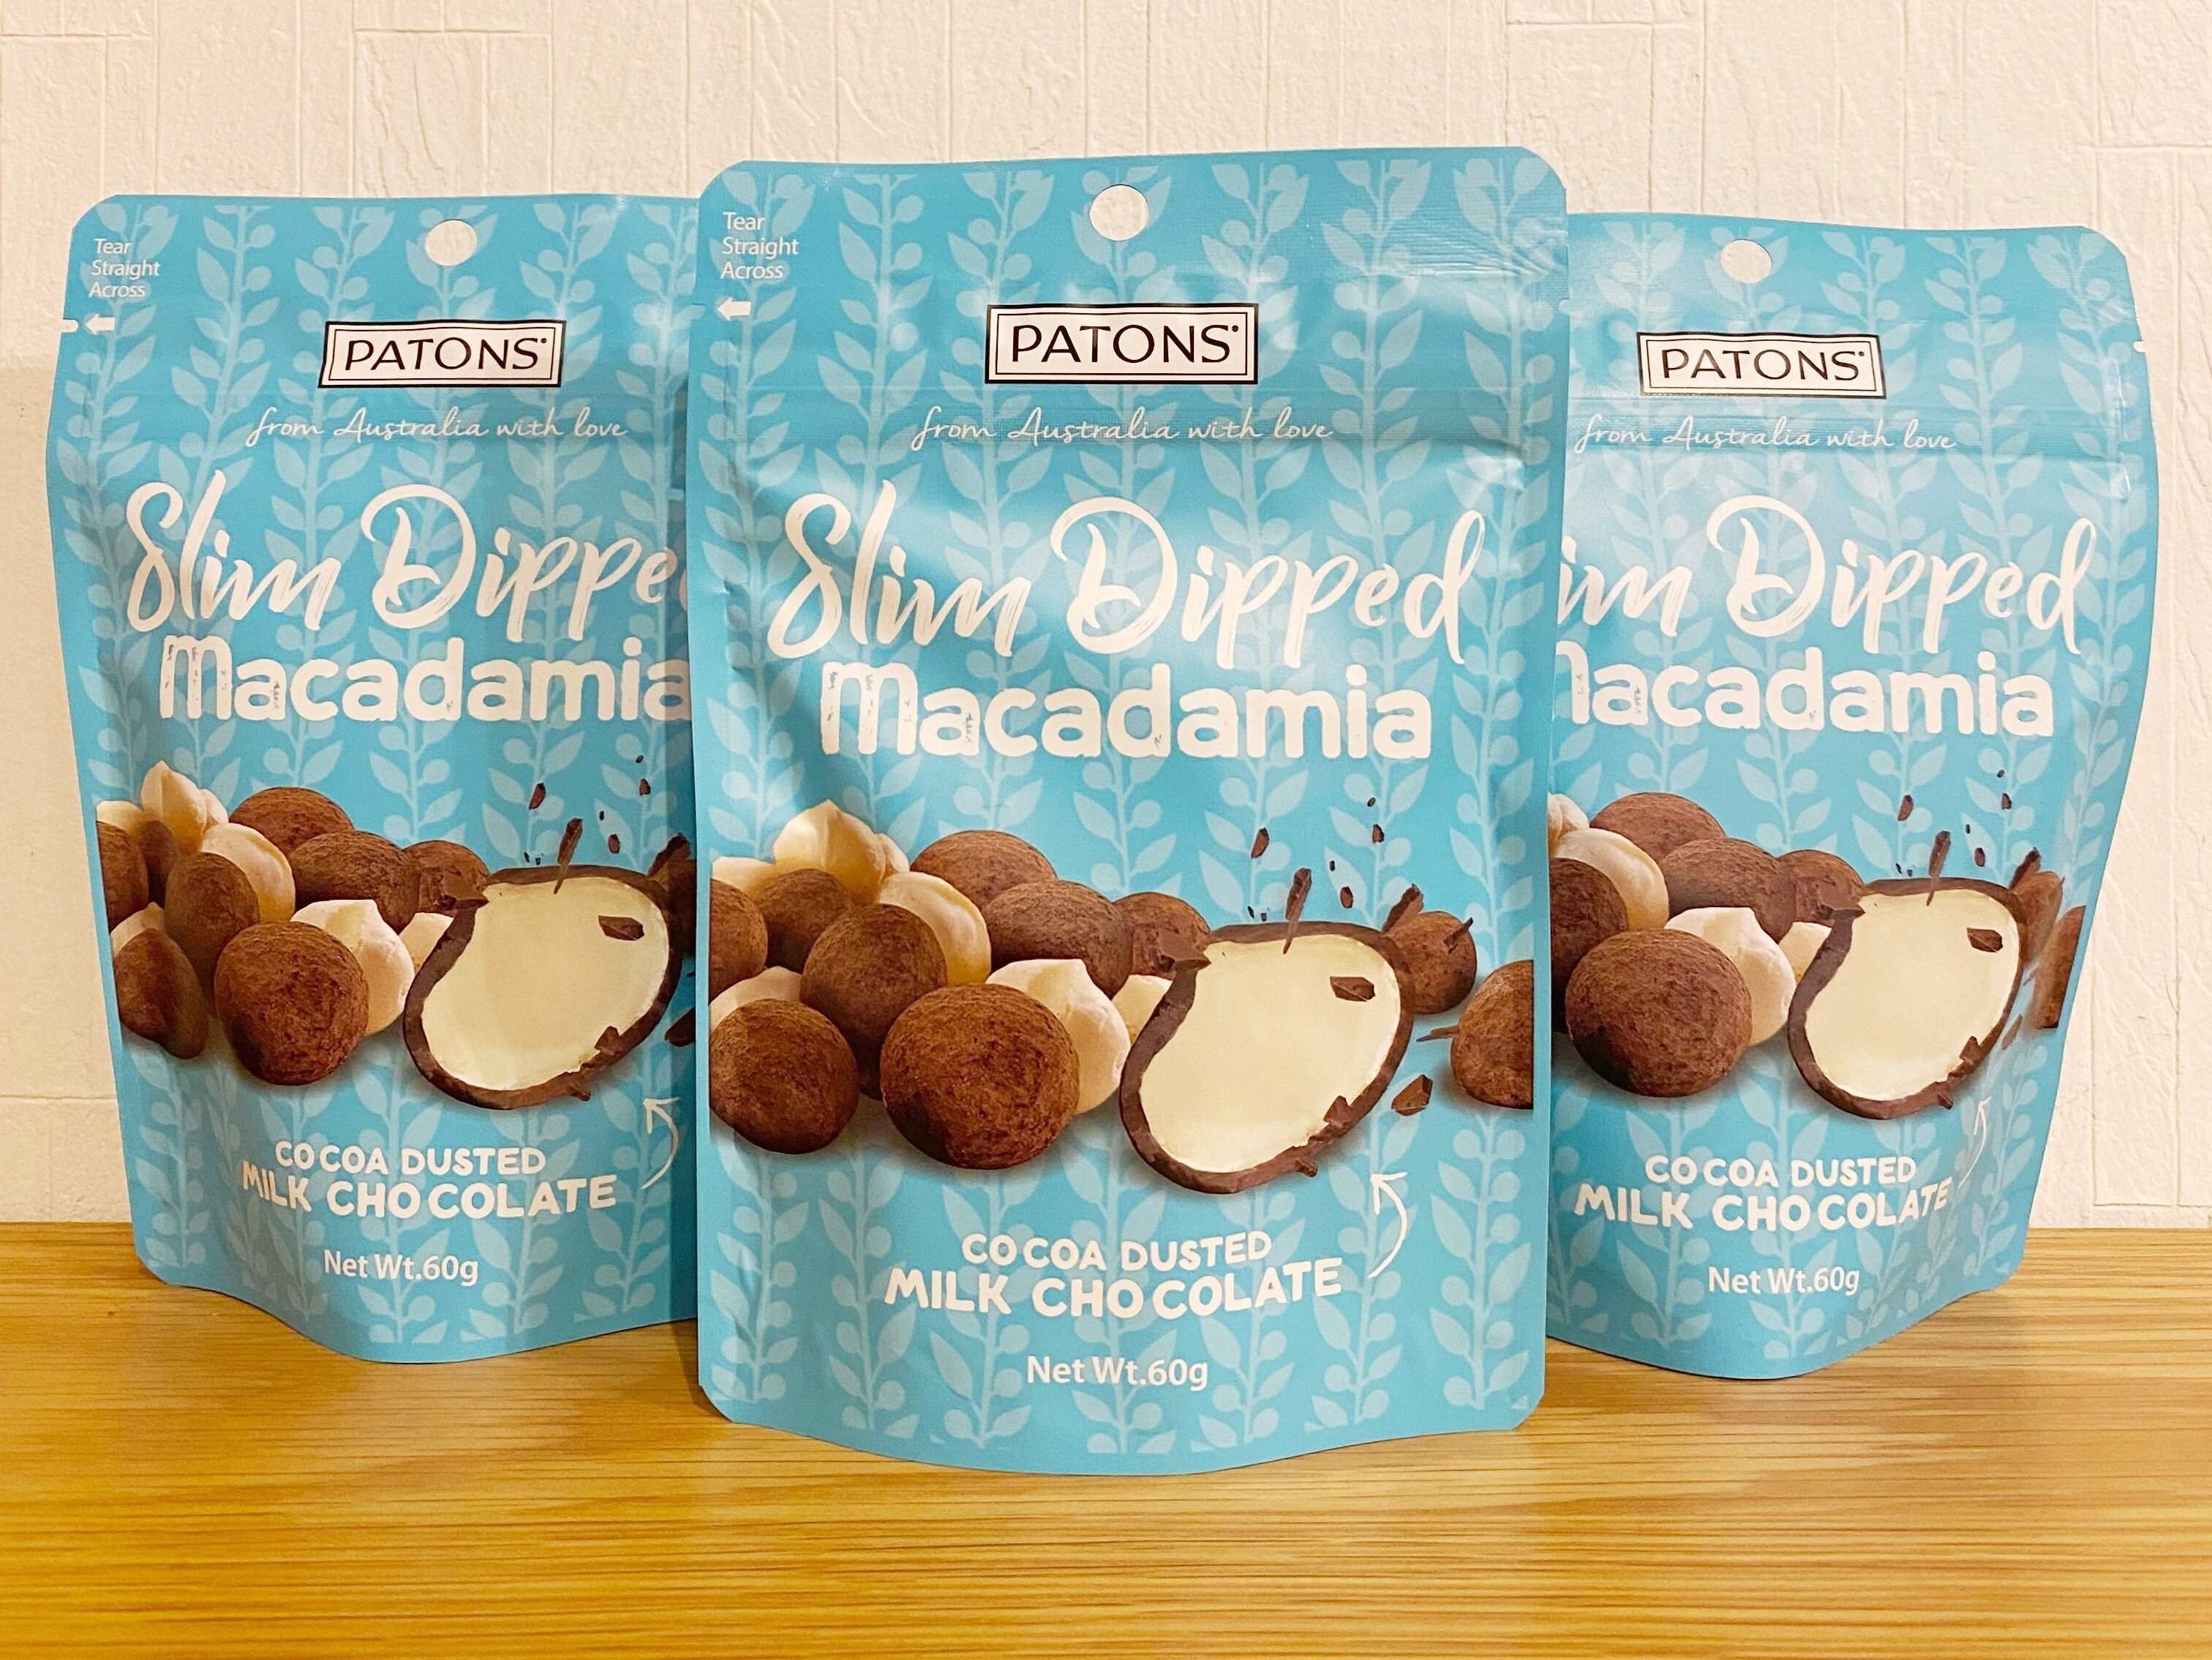 Tear
Straight
Across
PATONS
from Australia with love
Slim Dipped
Macadamia
COCOA DUSTED
MILK CHOCOLATE
Net Wt.60g
Tear
Straight
Across
PATONS
from Australia with love
Slim Dipped
Macadamia
COCOA DUSTED
MILK CHOCOLATE
Net Wt.60g
PATONS
from Australia with love
Dipped
COCOA DUSTED
MILK CHOCOLATE
Net Wt.60g